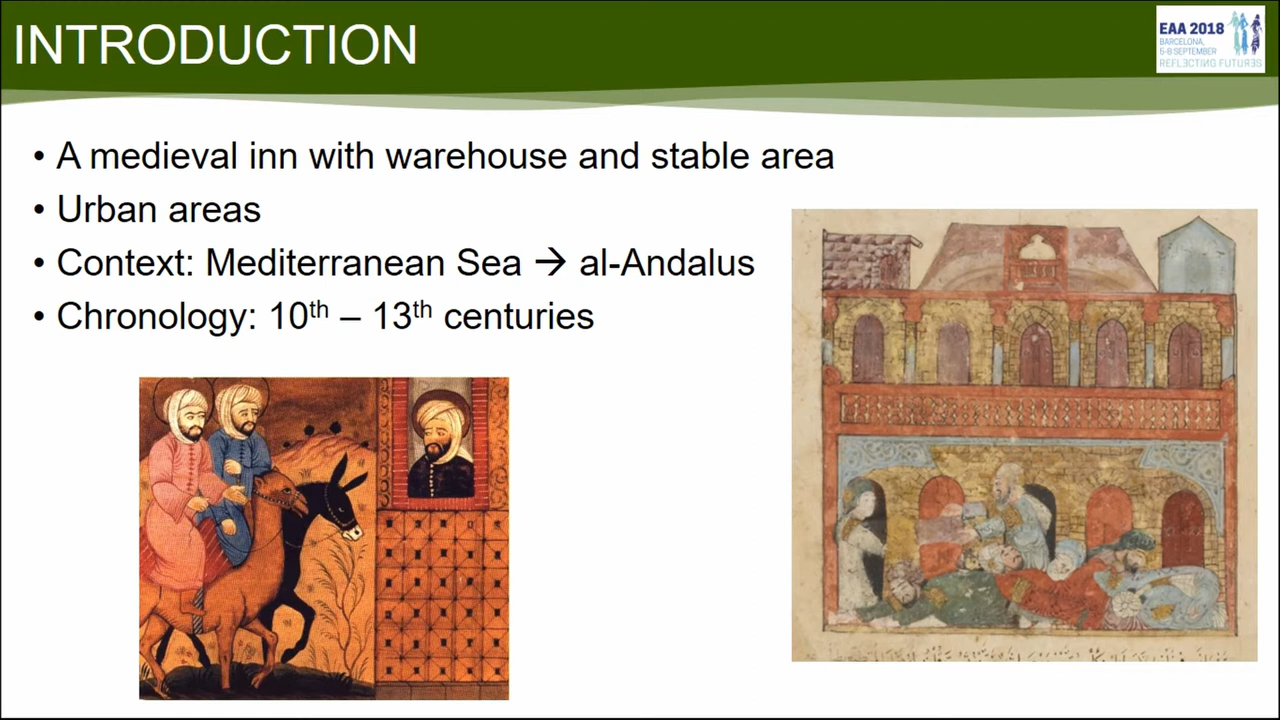 INTRODUCTION
EAA 2018
BARCELONA,
5-8 SEPTEMBER
REFLECTING FUTURES
• A medieval inn with warehouse and stable area
• Urban areas
• Context: Mediterranean Sea → al-Andalus
• Chronology: 10th – 13th centuries